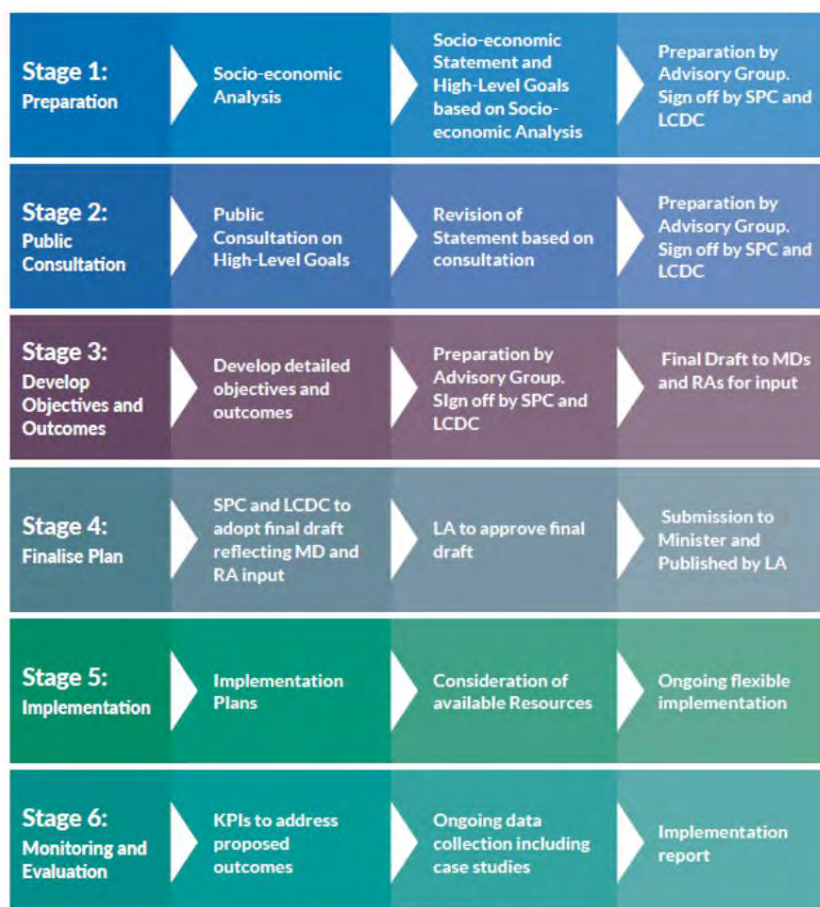 Stage 1:
Preparation
Socio-economic
Analysis
Socio-economic
Statement and
High-Level Goals
based on Socio-
economic Analysis
Preparation by
Advisory Group.
Sign off by SPC and
LCDC
Stage 2:
Public
Consultation
Public
Consultation on
High-Level Goals
Revision of
Statement based on
consultation
Preparation by
Advisory Group.
Sign off by SPC and
LCDC
Stage 3:
Develop
Objectives and
Outcomes
Develop detailed
objectives and
outcomes
Preparation by
Advisory Group.
SIgn off by SPC and
LCDC
Final Draft to MDs
and RAs for input
Stage 4:
Finalise Plan
SPC and LCDC to
adopt final draft
reflecting MD and
RA input
LA to approve final
draft
Submission to
Minister and
Published by LA
Stage 5:
Implementation
Implementation
Plans
Consideration of
available Resources
Ongoing flexible
implementation
Stage 6:
Monitoring and
Evaluation
KPIs to address
proposed
outcomes
Ongoing data
collection including
case studies
Implementation
report